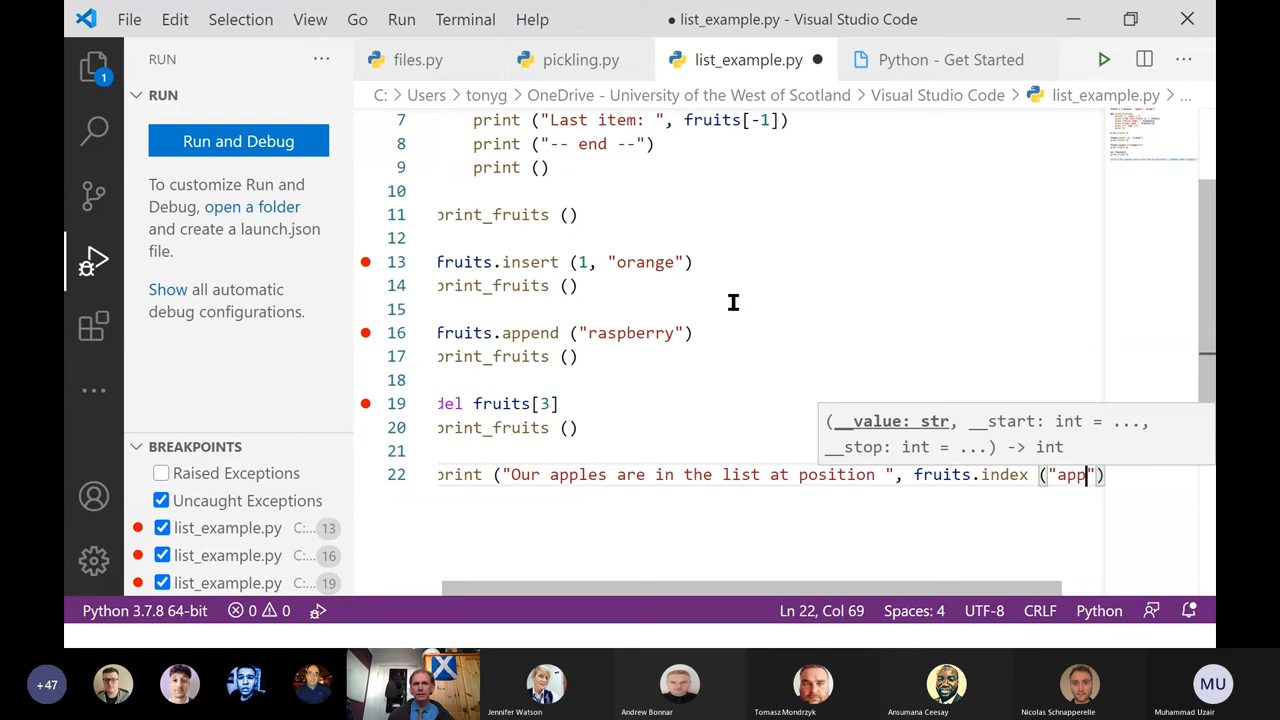 File Edit Selection View Go Run Terminal Help ● list_example.py - Visual Studio Code
RUN ··· files.py pickling.py list_example.py ● Python - Get Started ···
1
RUN
C: › Users › tonyg › OneDrive - University of the West of Scotland › Visual Studio Code › list_example.py › ...
Run and Debug
To customize Run and
Debug, open a folder
and create a launch.json
file.
Show all automatic
debug configurations.
7 print ("Last item: ", fruits[-1])
8 print ("-- end --")
9 print ()
10
11 print_fruits ()
12
13 fruits.insert (1, "orange")
14 print_fruits ()
15
16 fruits.append ("raspberry")
17 print_fruits ()
18
19 del fruits[3]
20 print_fruits ()
21
22 print ("Our apples are in the list at position ", fruits.index ("app")
(__value: str, __start: int = ...,
__stop: int = ...) -> int
BREAKPOINTS
Raised Exceptions
Uncaught Exceptions
list_example.py C:... 13
list_example.py C:... 16
list_example.py C:... 19
Python 3.7.8 64-bit 0 0 Ln 22, Col 69 Spaces: 4 UTF-8 CRLF Python
+47 MU
Jennifer Watson Andrew Bonnar Tomasz Mondrzyk Ansumana Ceesay Nicolas Schnapperelle Muhammad Uzair